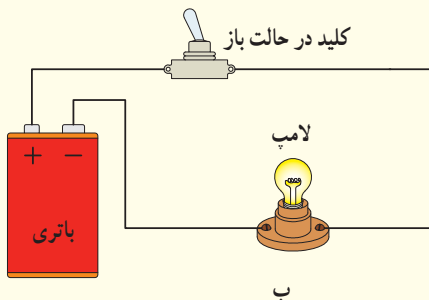 کلید در حالت باز
لامپ
+ −
باتری
ب